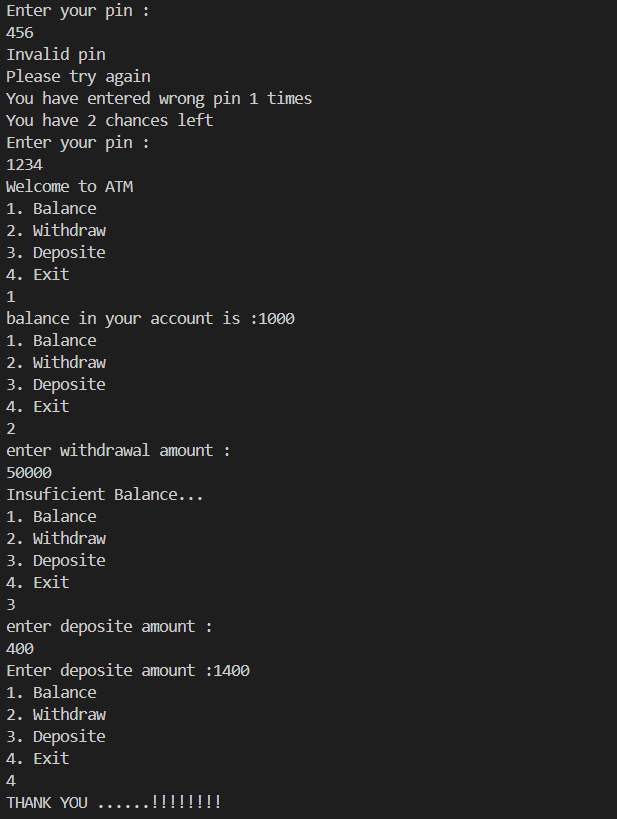 Enter your pin :
456
Invalid pin
Please try again
You have entered wrong pin 1 times
You have 2 chances left
Enter your pin :
1234
Welcome to ATM
1. Balance
2. Withdraw
3. Deposite
4. Exit
1
balance in your account is :1000
1. Balance
2. Withdraw
3. Deposite
4. Exit
2
enter withdrawal amount :
50000
Insuficient Balance...
1. Balance
2. Withdraw
3. Deposite
4. Exit
3
enter deposite amount :
400
Enter deposite amount :1400
1. Balance
2. Withdraw
3. Deposite
4. Exit
4
THANK YOU ......!!!!!!!!